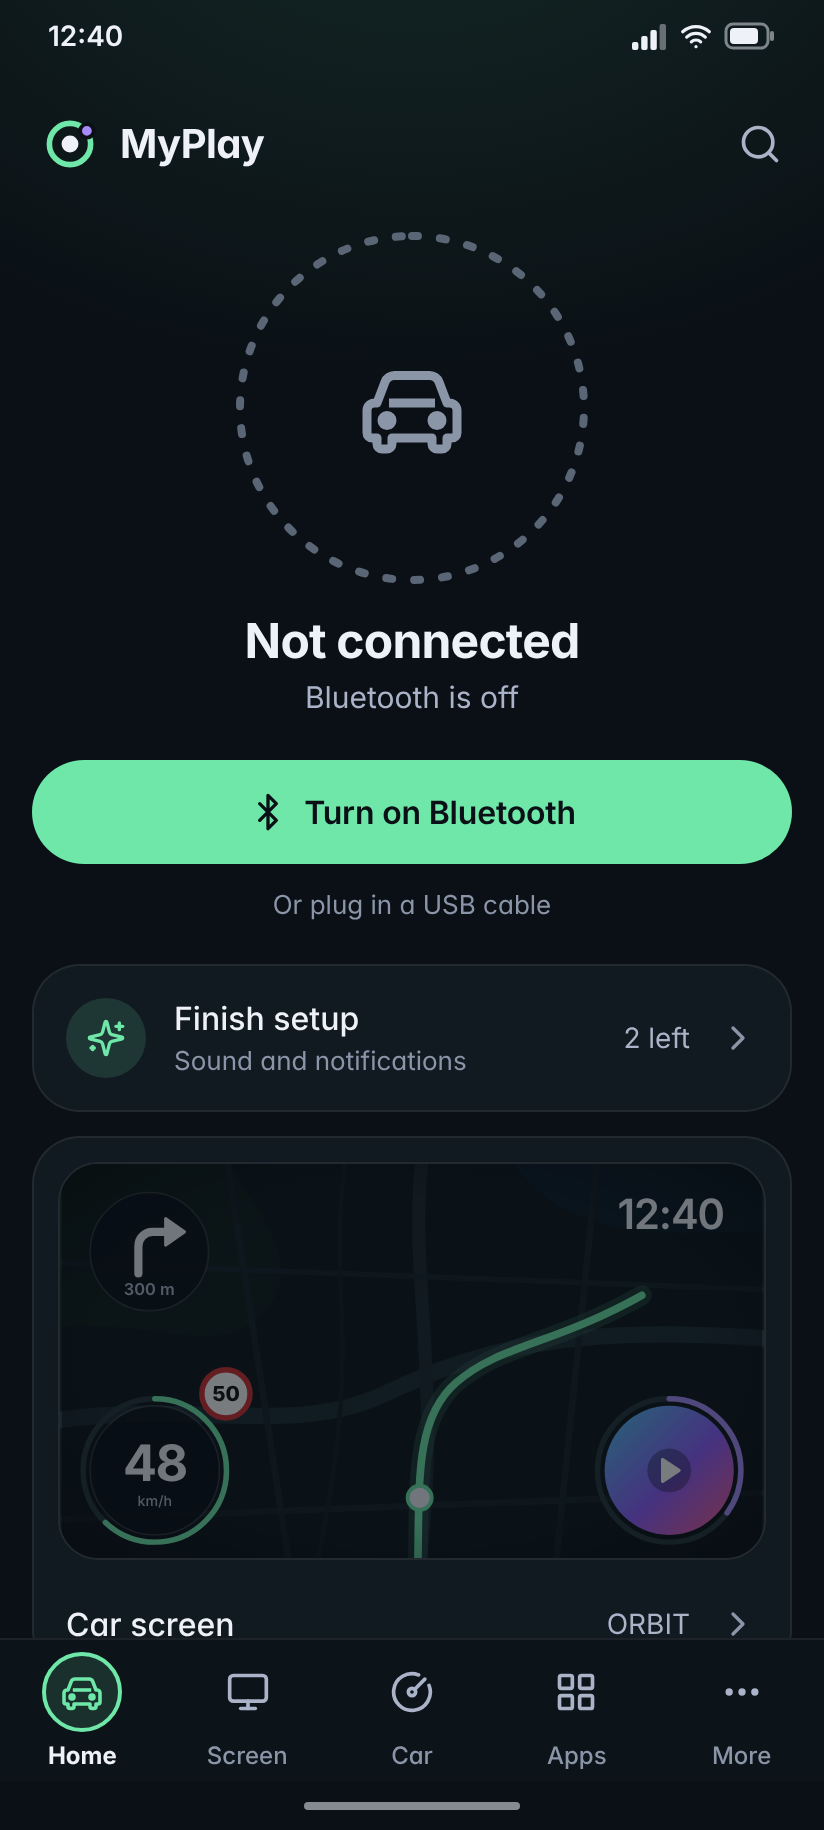 12:40
MyPlay
Not connected
Bluetooth is off
Turn on Bluetooth
Or plug in a USB cable
Finish setup
Sound and notifications
2 left
12:40
300 m
50
48
km/h
Car screen
ORBIT
Home
Screen
Car
Apps
More